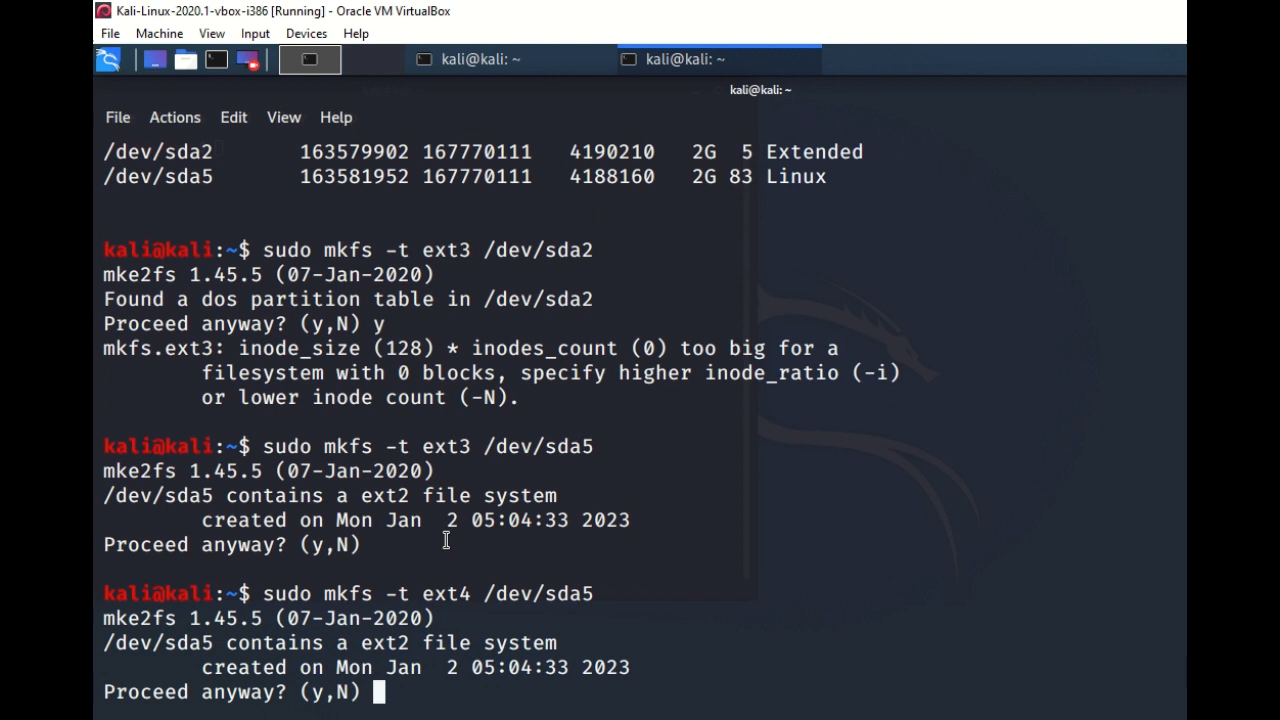 Kali-Linux-2020.1-vbox-i386 [Running] - Oracle VM VirtualBox
File Machine View Input Devices Help
kali@kali: ~ kali@kali: ~
kali@kali: ~
File Actions Edit View Help
/dev/sda2 163579902 167770111 4190210 2G 5 Extended
/dev/sda5 163581952 167770111 4188160 2G 83 Linux
kali@kali:~$ sudo mkfs -t ext3 /dev/sda2
mke2fs 1.45.5 (07-Jan-2020)
Found a dos partition table in /dev/sda2
Proceed anyway? (y,N) y
mkfs.ext3: inode_size (128) * inodes_count (0) too big for a
filesystem with 0 blocks, specify higher inode_ratio (-i)
or lower inode count (-N).
kali@kali:~$ sudo mkfs -t ext3 /dev/sda5
mke2fs 1.45.5 (07-Jan-2020)
/dev/sda5 contains a ext2 file system
created on Mon Jan  2 05:04:33 2023
Proceed anyway? (y,N)
kali@kali:~$ sudo mkfs -t ext4 /dev/sda5
mke2fs 1.45.5 (07-Jan-2020)
/dev/sda5 contains a ext2 file system
created on Mon Jan  2 05:04:33 2023
Proceed anyway? (y,N)